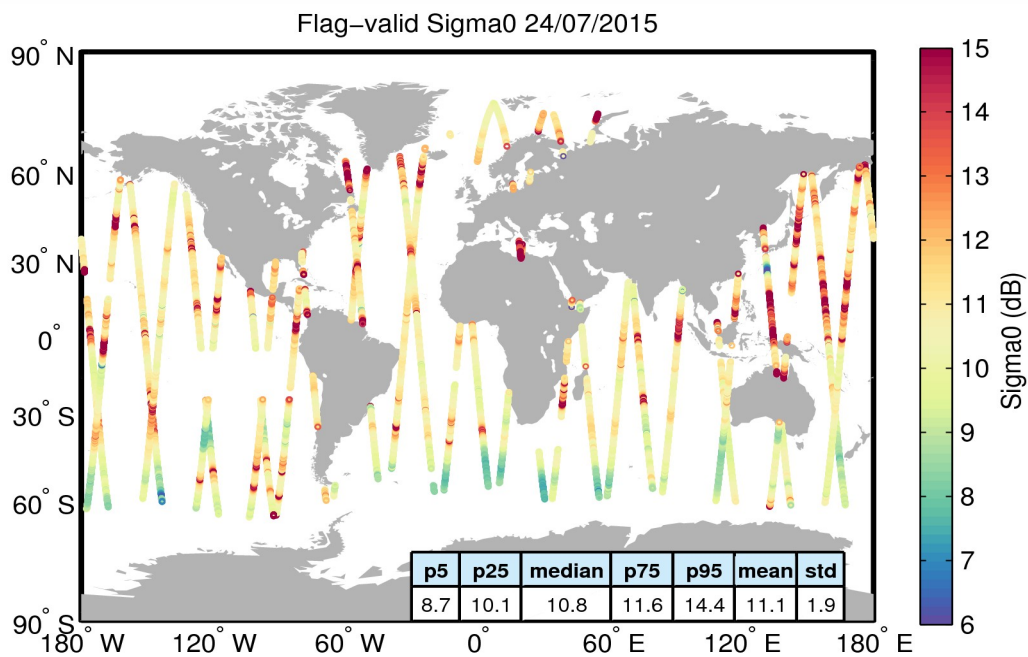 Flag−valid Sigma0 24/07/2015
90° N
60° N
30° N
0°
30° S
60° S
90° S
180° W
120° W
60° W
0°
60° E
120° E
180° E
15
14
13
12
11
10
9
8
7
6
Sigma0 (dB)
p5 p25 median p75 p95 mean std
8.7 10.1 10.8 11.6 14.4 11.1 1.9